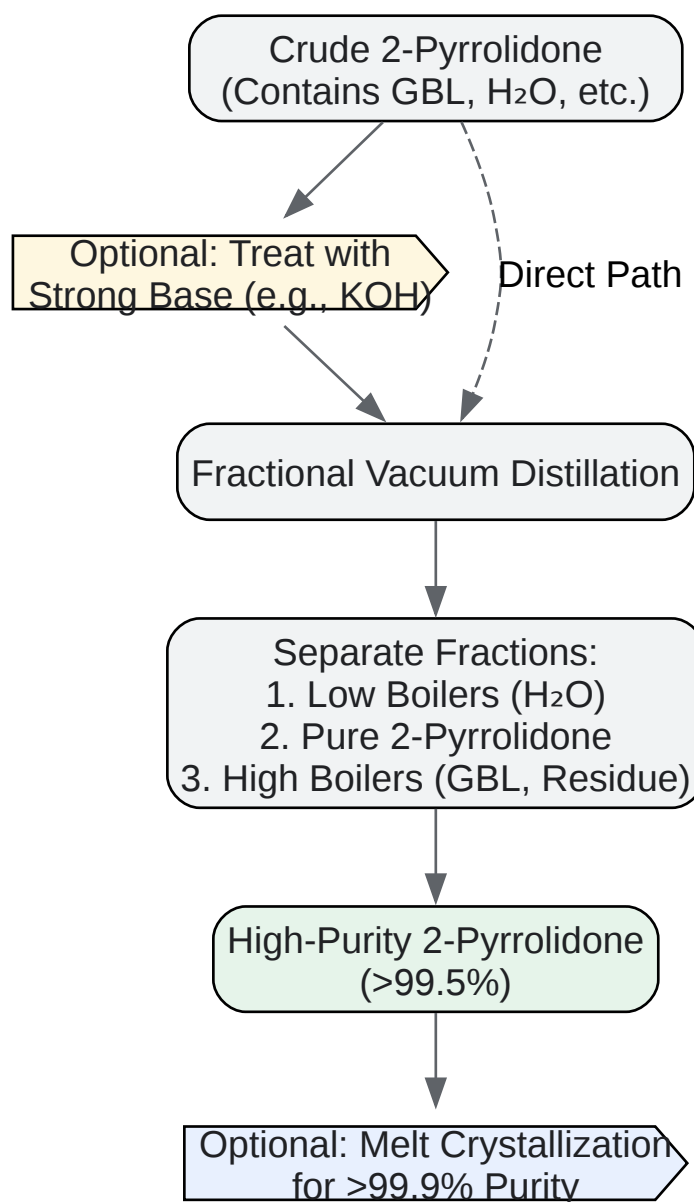 Crude 2-Pyrrolidone
(Contains GBL, H₂O, etc.)
Optional: Treat with
Strong Base (e.g., KOH)
Direct Path
Fractional Vacuum Distillation
Separate Fractions:
1. Low Boilers (H₂O)
2. Pure 2-Pyrrolidone
3. High Boilers (GBL, Residue)
High-Purity 2-Pyrrolidone
(>99.5%)
Optional: Melt Crystallization
for >99.9% Purity